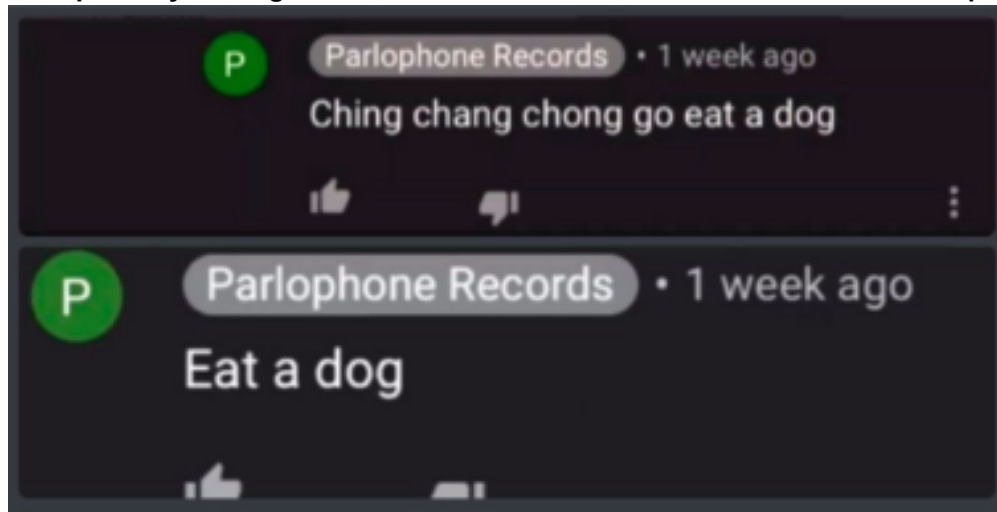 P Parlophone Records • 1 week ago
Ching chang chong go eat a dog
P Parlophone Records • 1 week ago
Eat a dog